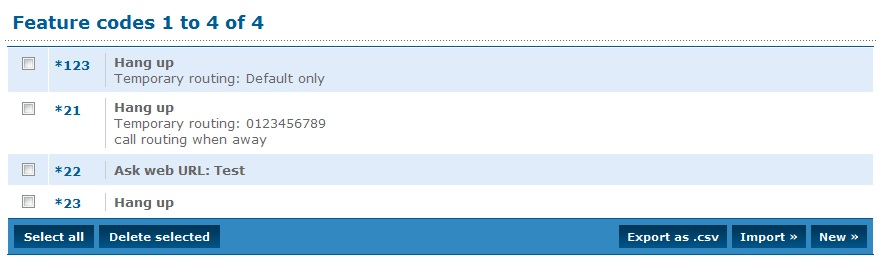 Feature codes 1 to 4 of 4
*123
Hang up
Temporary routing: Default only
*21
Hang up
Temporary routing: 0123456789
call routing when away
*22
Ask web URL: Test
*23
Hang up
Select all
Delete selected
Export as .csv
Import »
New »